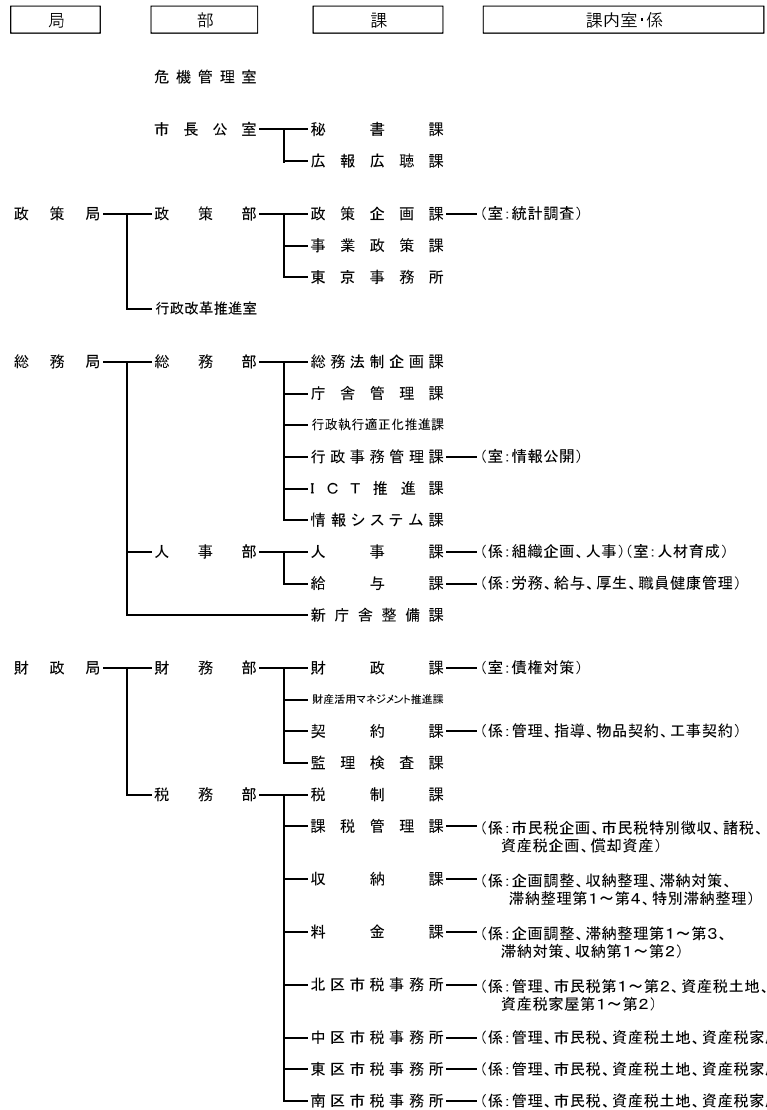 局 部 課 課内室・係
危機管理室
市長公室 秘書課
広報広聴課
政策局 政策部 政策企画課 (室:統計調査)
事業政策課
東京事務所
行政改革推進室
総務局 総務部 総務法制企画課
庁舎管理課
行政執行適正化推進課
行政事務管理課 (室:情報公開)
ICT推進課
情報システム課
人事部 人事課 (係:組織企画、人事)(室:人材育成)
給与課 (係:労務、給与、厚生、職員健康管理)
新庁舎整備課
財政局 財務部 財政課 (室:債権対策)
財産活用マネジメント推進課
契約課 (係:管理、指導、物品契約、工事契約)
監理検査課
税務部 税制課
課税管理課 (係:市民税企画、市民税特別徴収、諸税、
資産税企画、償却資産)
収納課 (係:企画調整、収納整理、滞納対策、
滞納整理第1~第4、特別滞納整理)
料金課 (係:企画調整、滞納整理第1~第3、
滞納対策、収納第1~第2)
北区市税事務所 (係:管理、市民税第1~第2、資産税土地、
資産税家屋第1~第2)
中区市税事務所 (係:管理、市民税、資産税土地、資産税家
東区市税事務所 (係:管理、市民税、資産税土地、資産税家
南区市税事務所 (係:管理、市民税、資産税土地、資産税家